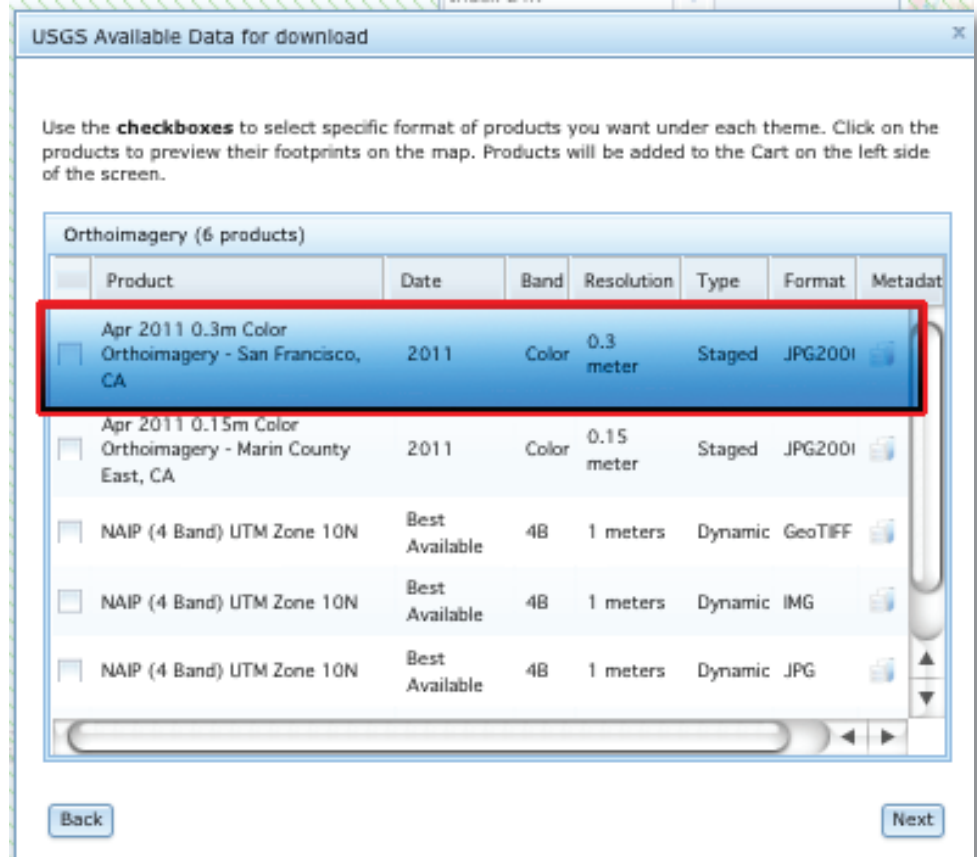 USGS Available Data for download
x
Use the checkboxes to select specific format of products you want under each theme. Click on the
products to preview their footprints on the map. Products will be added to the Cart on the left side
of the screen.
Orthoimagery (6 products)
Product Date Band Resolution Type Format Metadat
Apr 2011 0.3m Color
Orthoimagery - San Francisco,
CA
2011 Color
0.3
meter
Staged JPG200
Apr 2011 0.15m Color
Orthoimagery - Marin County
East, CA
2011 Color
0.15
meter
Staged JPG200
NAIP (4 Band) UTM Zone 10N
Best
Available
4B 1 meters Dynamic GeoTIFF
NAIP (4 Band) UTM Zone 10N
Best
Available
4B 1 meters Dynamic IMG
NAIP (4 Band) UTM Zone 10N
Best
Available
4B 1 meters Dynamic JPG
Back Next